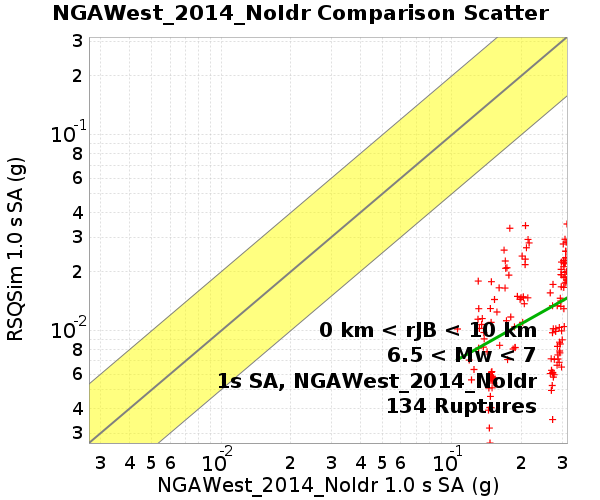 NGAWest_2014_NoIdr Comparison Scatter
RSQSim 1.0 s SA (g)
3
2
10-1
8
6
4
3
2
10-2
8
6
4
3
0 km < rJB < 10 km
6.5 < Mw < 7
1s SA, NGAWest_2014_NoIdr
134 Ruptures
3 4 5 6 10-2 2 3 4 5 6 10-1 2 3
NGAWest_2014_NoIdr 1.0 s SA (g)